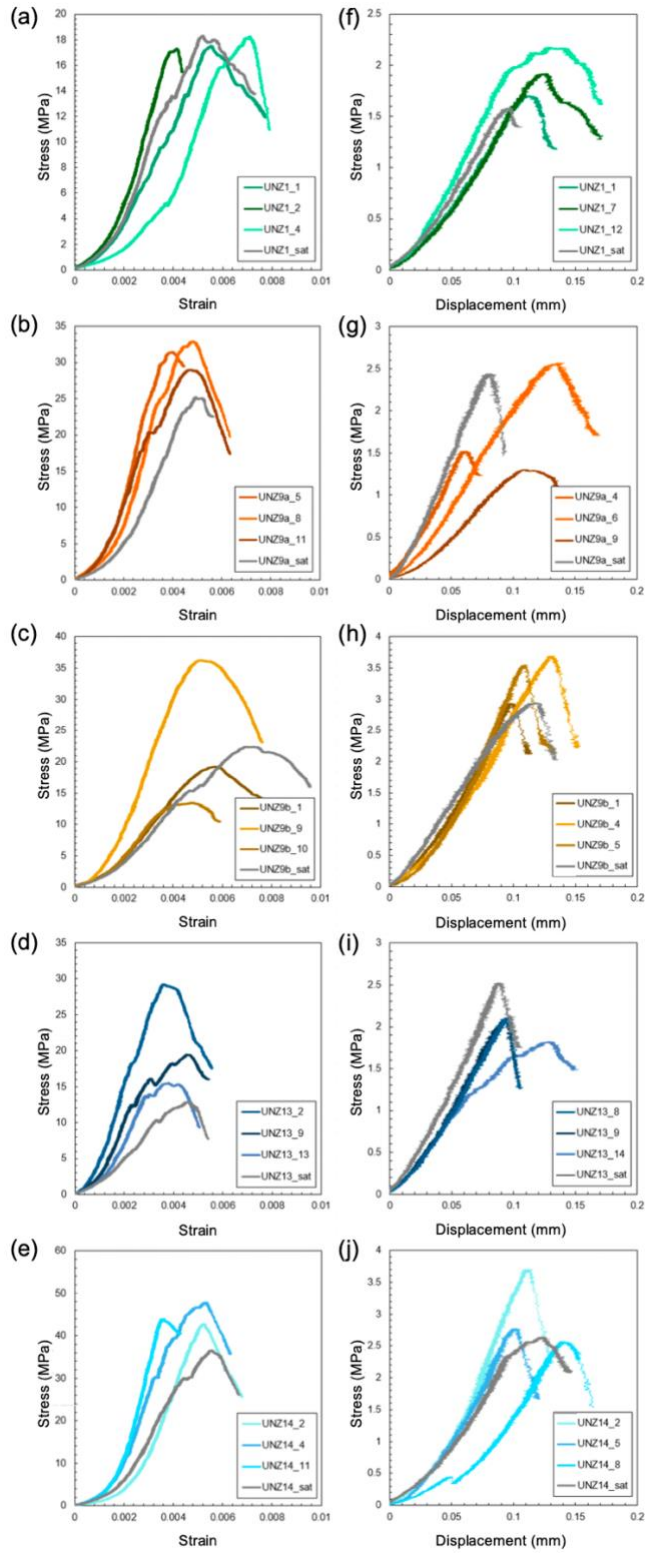 (a)
20
18
16
14
12
10
8
6
4
2
0
Stress (MPa)
0 0.002 0.004 0.006 0.008 0.01
Strain
UNZ1_1
UNZ1_2
UNZ1_4
UNZ1_sat
(f)
2.5
2
1.5
1
0.5
0
Stress (MPa)
0 0.05 0.1 0.15 0.2
Displacement (mm)
UNZ1_1
UNZ1_7
UNZ1_12
UNZ1_sat
(b)
35
30
25
20
15
10
5
0
Stress (MPa)
0 0.002 0.004 0.006 0.008 0.01
Strain
UNZ9a_5
UNZ9a_8
UNZ9a_11
UNZ9a_sat
(g)
3
2.5
2
1.5
1
0.5
0
Stress (MPa)
0 0.05 0.1 0.15 0.2
Displacement (mm)
UNZ9a_4
UNZ9a_6
UNZ9a_9
UNZ9a_sat
(c)
40
35
30
25
20
15
10
5
0
Stress (MPa)
0 0.002 0.004 0.006 0.008 0.01
Strain
UNZ9b_1
UNZ9b_9
UNZ9b_10
UNZ9b_sat
(h)
4
3.5
3
2.5
2
1.5
1
0.5
0
Stress (MPa)
0 0.05 0.1 0.15 0.2
Displacement (mm)
UNZ9b_1
UNZ9b_4
UNZ9b_5
UNZ9b_sat
(d)
35
30
25
20
15
10
5
0
Stress (MPa)
0 0.002 0.004 0.006 0.008 0.01
Strain
UNZ13_2
UNZ13_9
UNZ13_13
UNZ13_sat
(i)
3
2.5
2
1.5
1
0.5
0
Stress (MPa)
0 0.05 0.1 0.15 0.2
Displacement (mm)
UNZ13_8
UNZ13_9
UNZ13_14
UNZ13_sat
(e)
60
50
40
30
20
10
0
Stress (MPa)
0 0.002 0.004 0.006 0.008 0.01
Strain
UNZ14_2
UNZ14_4
UNZ14_11
UNZ14_sat
(j)
4
3.5
3
2.5
2
1.5
1
0.5
0
Stress (MPa)
0 0.05 0.1 0.15 0.2
Displacement (mm)
UNZ14_2
UNZ14_5
UNZ14_8
UNZ14_sat